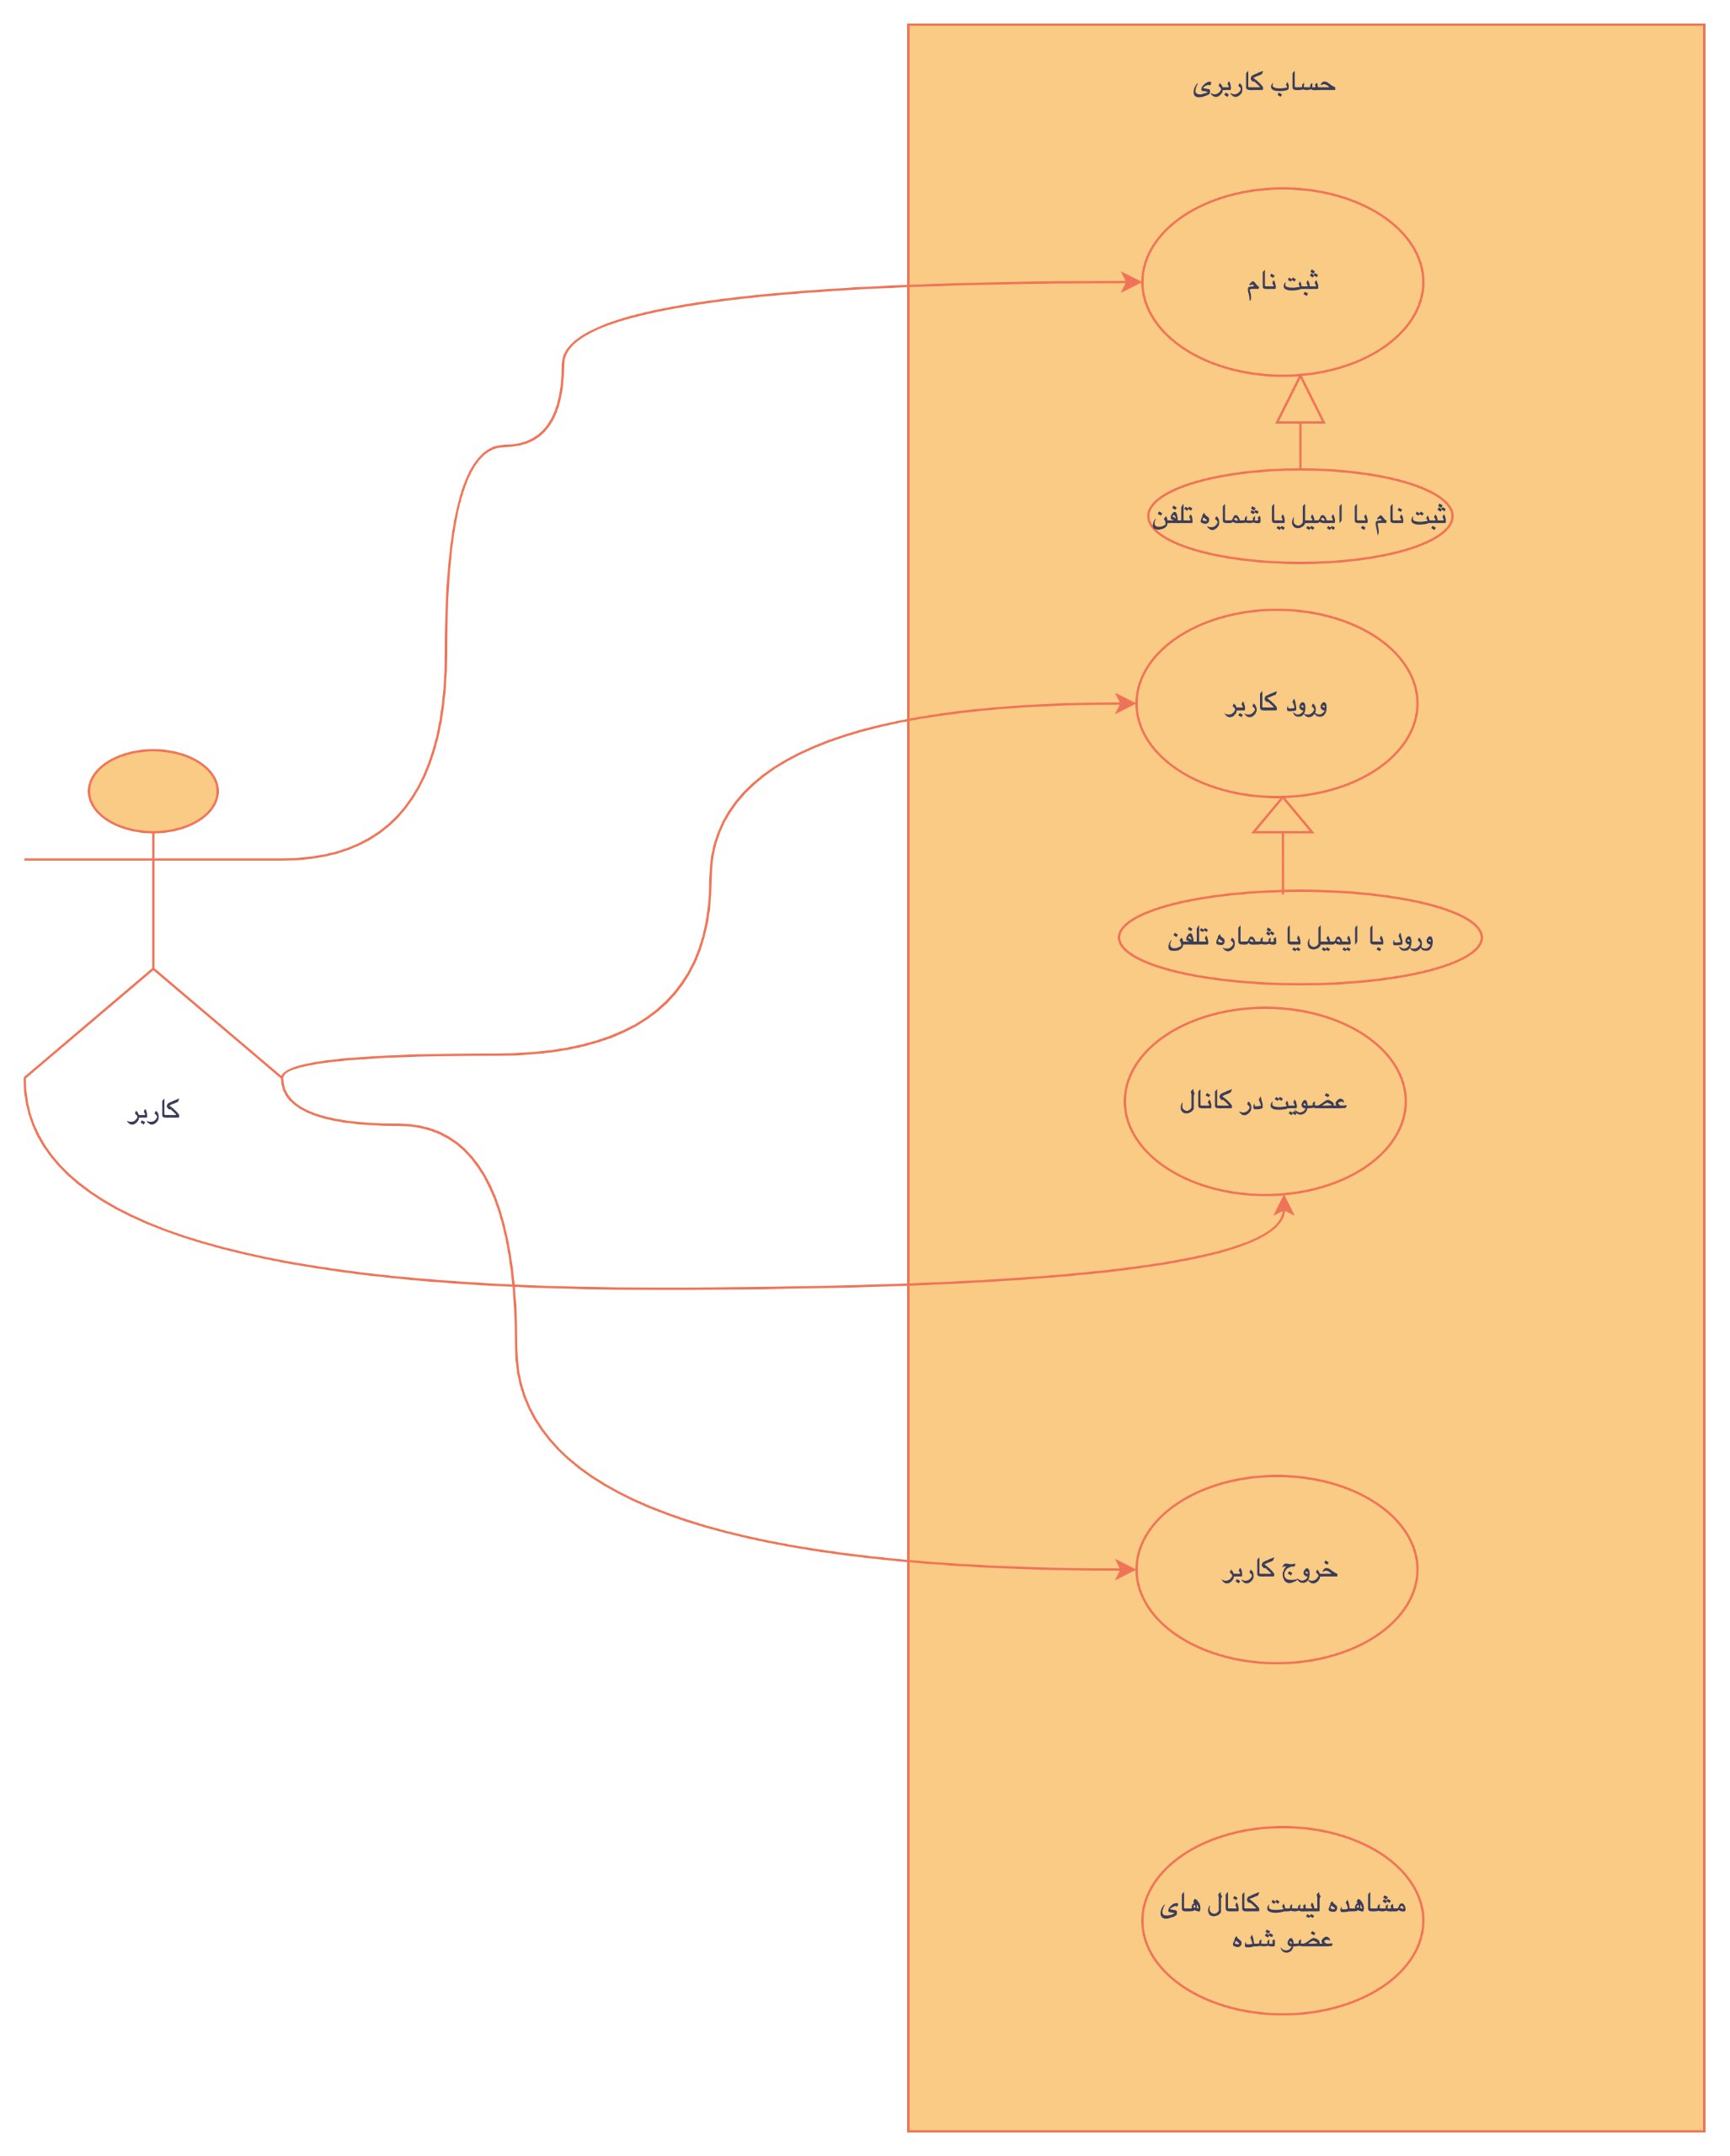 حساب کاربری
ثبت نام
ثبت نام با ایمیل یا شماره تلفن
ورود کاربر
ورود با ایمیل یا شماره تلفن
عضویت در کانال
کاربر
خروج کاربر
مشاهده لیست کانال های
عضو شده